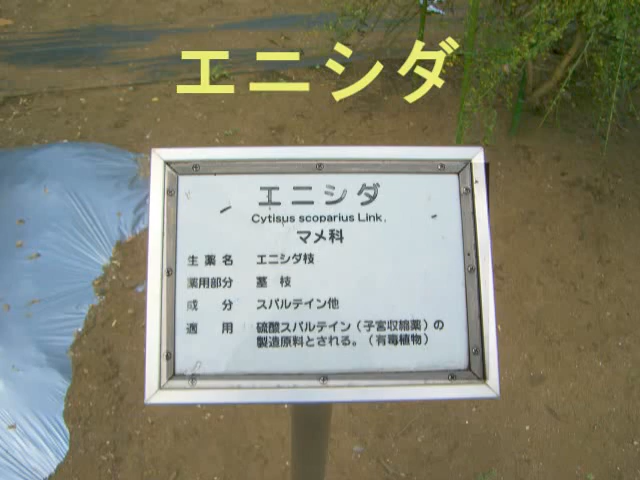 エニシダ
エニシダ
Cytisus scoparius Link.
マメ科
生薬名 エニシダ枝
薬用部分 茎枝
成分 スパルテイン他
適用 硫酸スパルテイン（子宮収縮薬）の
製造原料とされる。（有毒植物）